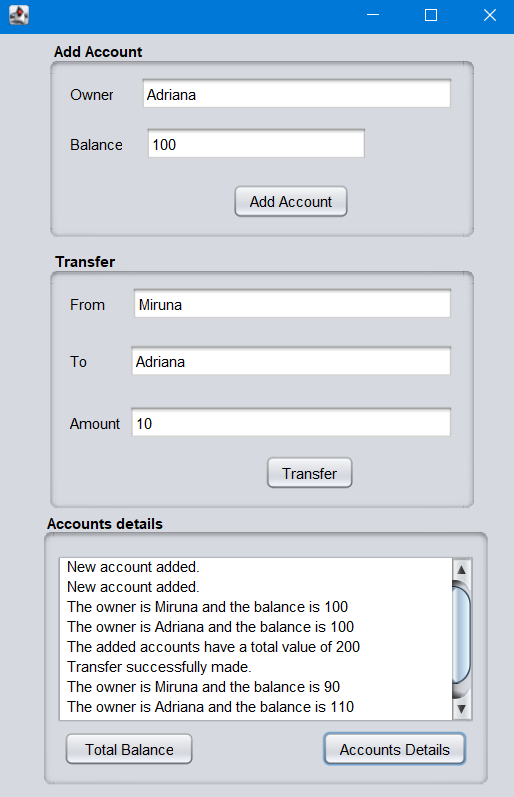 Add Account
Owner Adriana
Balance 100
Add Account
Transfer
From Miruna
To Adriana
Amount 10
Transfer
Accounts details
New account added.
New account added.
The owner is Miruna and the balance is 100
The owner is Adriana and the balance is 100
The added accounts have a total value of 200
Transfer successfully made.
The owner is Miruna and the balance is 90
The owner is Adriana and the balance is 110
Total Balance Accounts Details